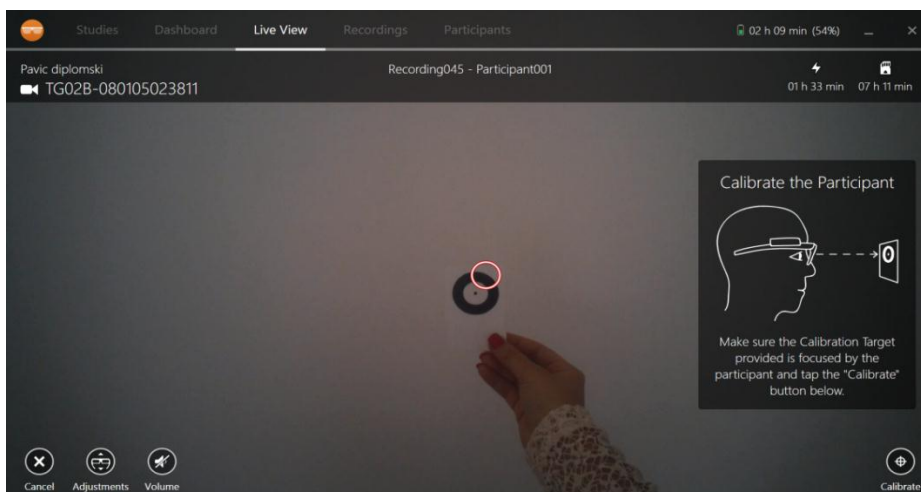 Studies Dashboard Live View Recordings Participants 02 h 09 min (54%)
Pavic diplomski
TG02B-080105023811
Recording045 - Participant001
01 h 33 min 07 h 11 min
Calibrate the Participant
Make sure the Calibration Target
provided is focused by the
participant and tap the "Calibrate"
button below.
Cancel Adjustments Volume
Calibrate